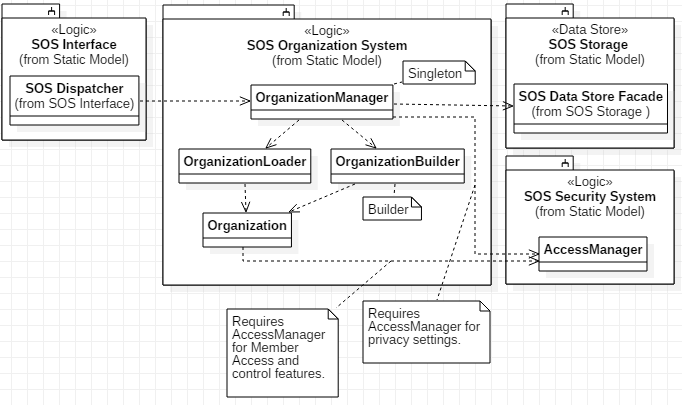 «Logic»
SOS Interface
(from Static Model)
SOS Dispatcher
(from SOS Interface)
«Logic»
SOS Organization System
(from Static Model)
Singleton
OrganizationManager
OrganizationLoader
OrganizationBuilder
Organization
Builder
«Data Store»
SOS Storage
(from Static Model)
SOS Data Store Facade
(from SOS Storage )
«Logic»
SOS Security System
(from Static Model)
AccessManager
Requires
AccessManager
for Member
Access and
control features.
Requires
AccessManager for
privacy settings.